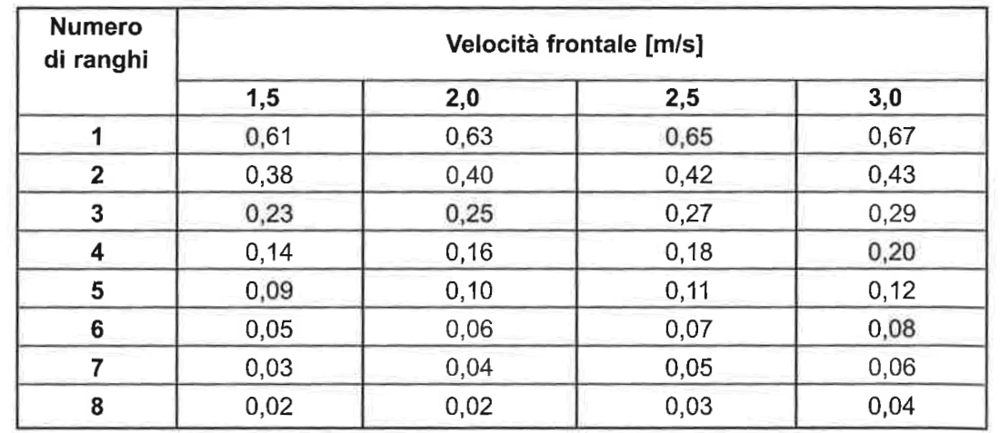 Numero
di ranghi
Velocità frontale [m/s]
1,5 2,0 2,5 3,0
1 0,61 0,63 0,65 0,67
2 0,38 0,40 0,42 0,43
3 0,23 0,25 0,27 0,29
4 0,14 0,16 0,18 0,20
5 0,09 0,10 0,11 0,12
6 0,05 0,06 0,07 0,08
7 0,03 0,04 0,05 0,06
8 0,02 0,02 0,03 0,04